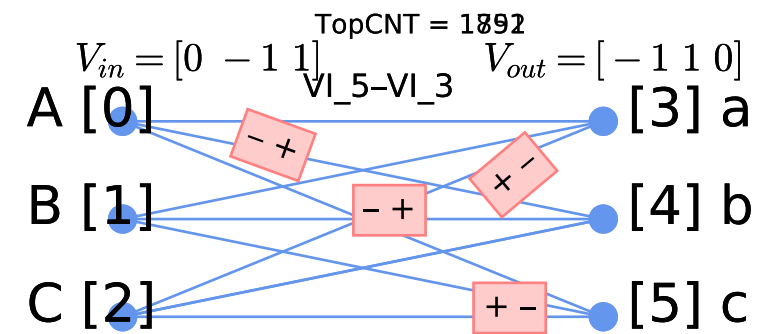 TopCNT =
V_in = [0 −1 1] V_out = [−1 1 0]
VI_5–VI_3
A [0] [3] a
− +
+ −
B [1] − + [4] b
C [2] + − [5] c